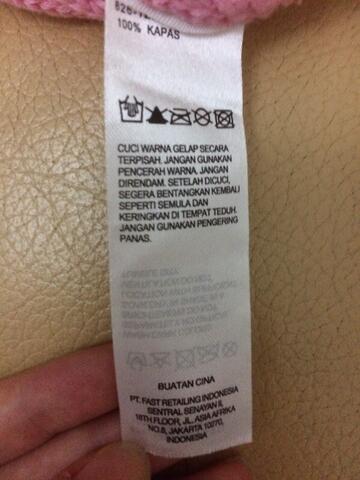 100% KAPAS
CUCI WARNA GELAP SECARA
TERPISAH. JANGAN GUNAKAN
PENCERAH WARNA. JANGAN
DIRENDAM. SETELAH DICUCI,
SEGERA BENTANGKAN KEMBALI
SEPERTI SEMULA DAN
KERINGKAN DI TEMPAT TEDUH.
JANGAN GUNAKAN PENGERING
PANAS.
BUATAN CINA
PT. FAST RETAILING INDONESIA
SENTRAL SENAYAN II,
16TH FLOOR, JL. ASIA AFRIKA
NO.8, JAKARTA 10270,
INDONESIA